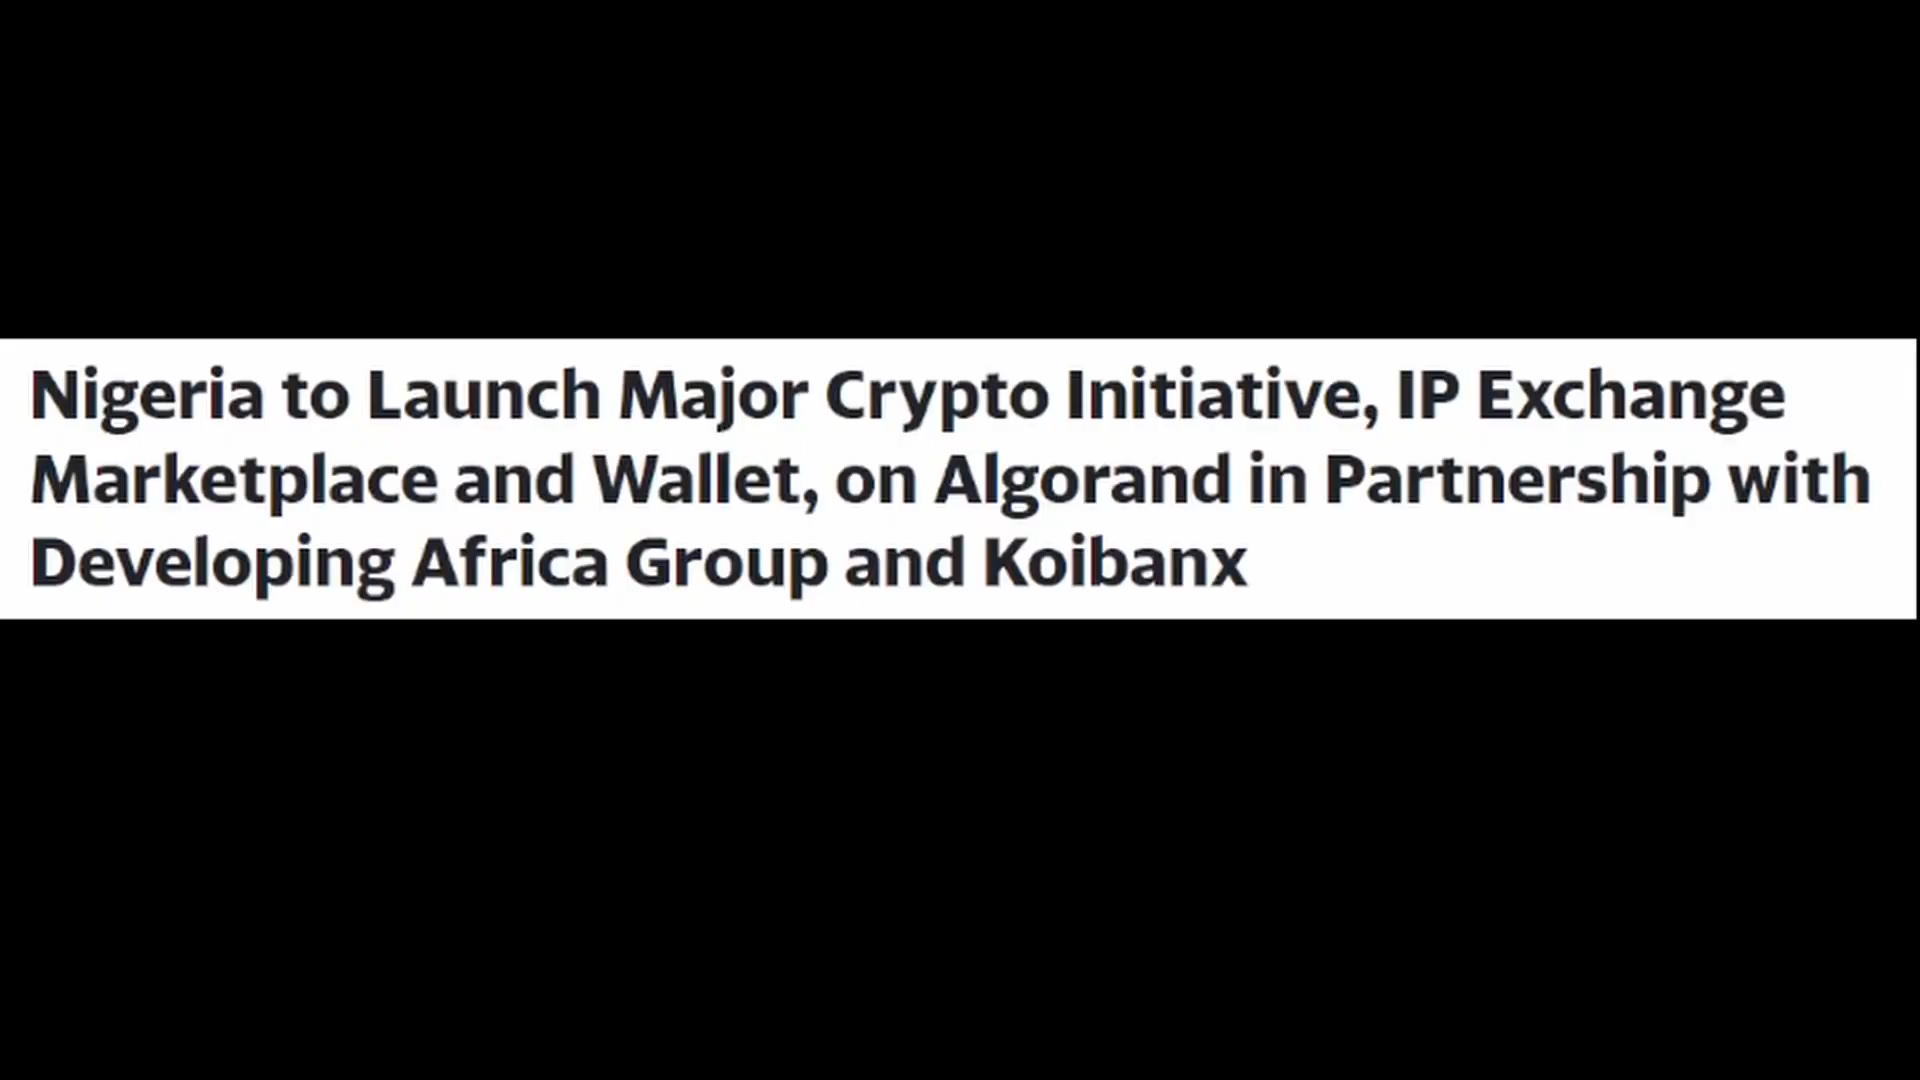 Nigeria to Launch Major Crypto Initiative, IP Exchange
Marketplace and Wallet, on Algorand in Partnership with
Developing Africa Group and Koibanx